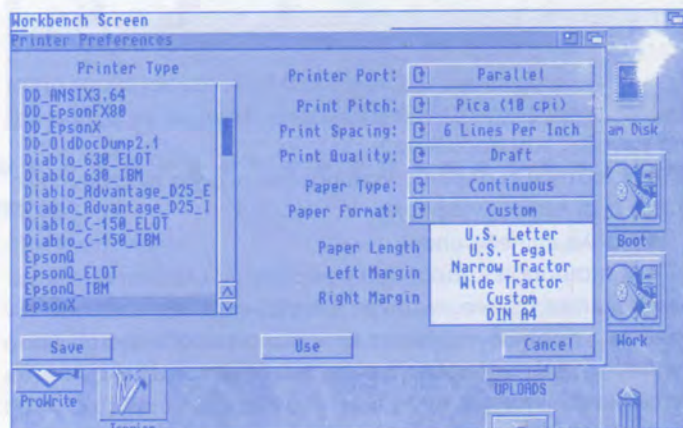 Workbench Screen
Printer Preferences
Printer Type
DD_ANSIX3.64
DD_EpsonFX80
DD_EpsonX
DD_OldDocDump2.1
Diablo_630_ELOT
Diablo_630_IBM
Diablo_Advantage_D25_E
Diablo_Advantage_D25_I
Diablo_C-150_ELOT
Diablo_C-150_IBM
EpsonQ
EpsonQ_ELOT
EpsonQ_IBM
EpsonX
Printer Port: Parallel
Print Pitch: Pica (10 cpi)
Print Spacing: 6 Lines Per Inch
Print Quality: Draft
Paper Type: Continuous
Paper Format: Custom
Paper Length
Left Margin
Right Margin
U.S. Letter
U.S. Legal
Narrow Tractor
Wide Tractor
Custom
DIN A4
Save
Use
Cancel
am Disk
Boot
Work
ProWrite
UPLOADS